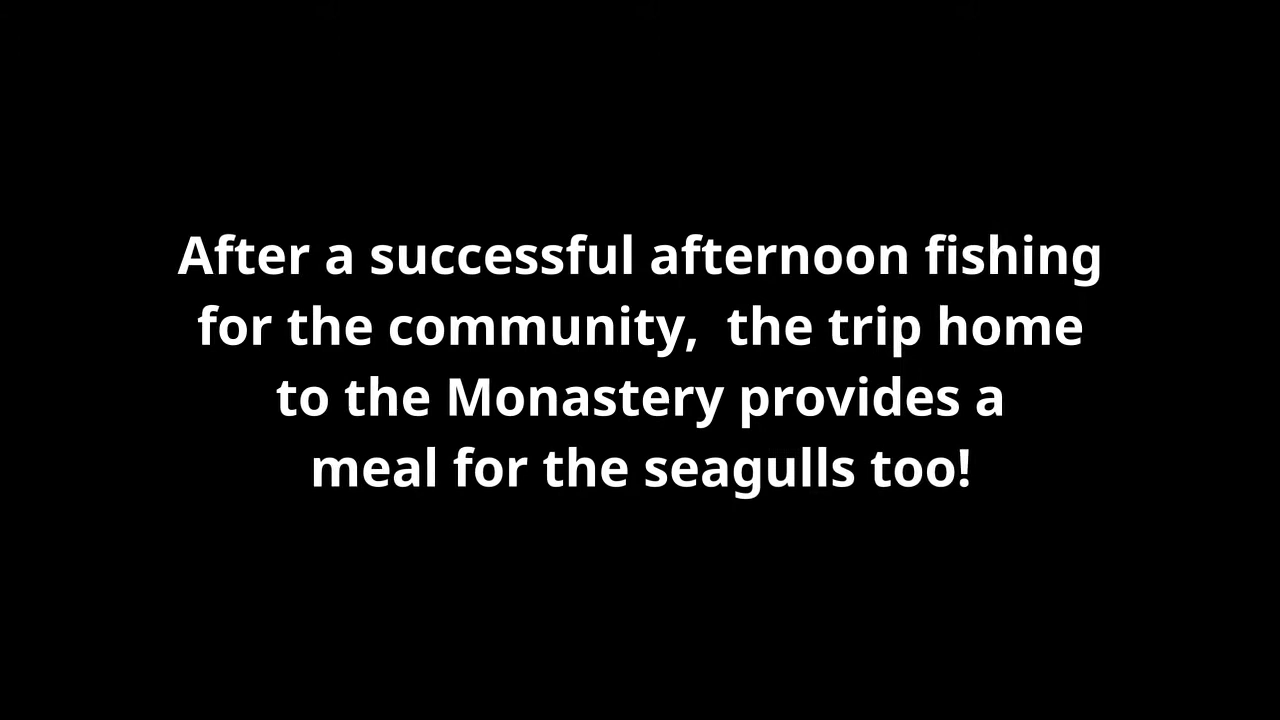 After a successful afternoon fishing
for the community,  the trip home
to the Monastery provides a
meal for the seagulls too!